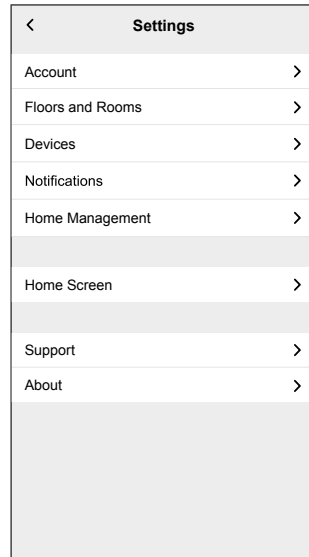 Settings
Account
Floors and Rooms
Devices
Notifications
Home Management
Home Screen
Support
About